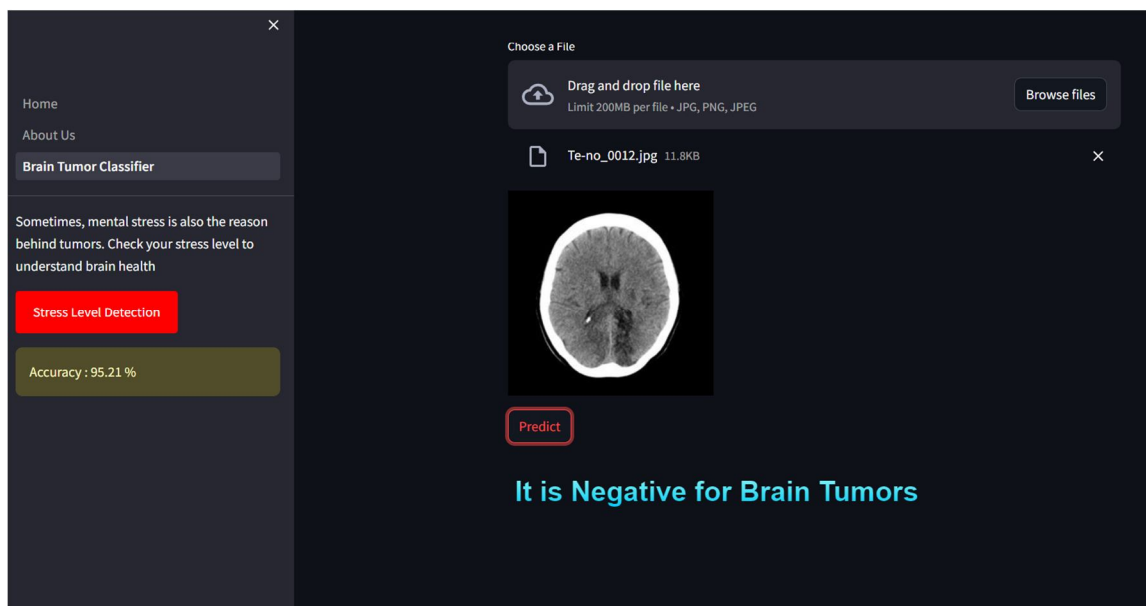 Home
About Us
Brain Tumor Classifier
Sometimes, mental stress is also the reason
behind tumors. Check your stress level to
understand brain health
Stress Level Detection
Accuracy : 95.21 %
Choose a File
Drag and drop file here
Limit 200MB per file • JPG, PNG, JPEG
Browse files
Te-no_0012.jpg 11.8KB
Predict
It is Negative for Brain Tumors